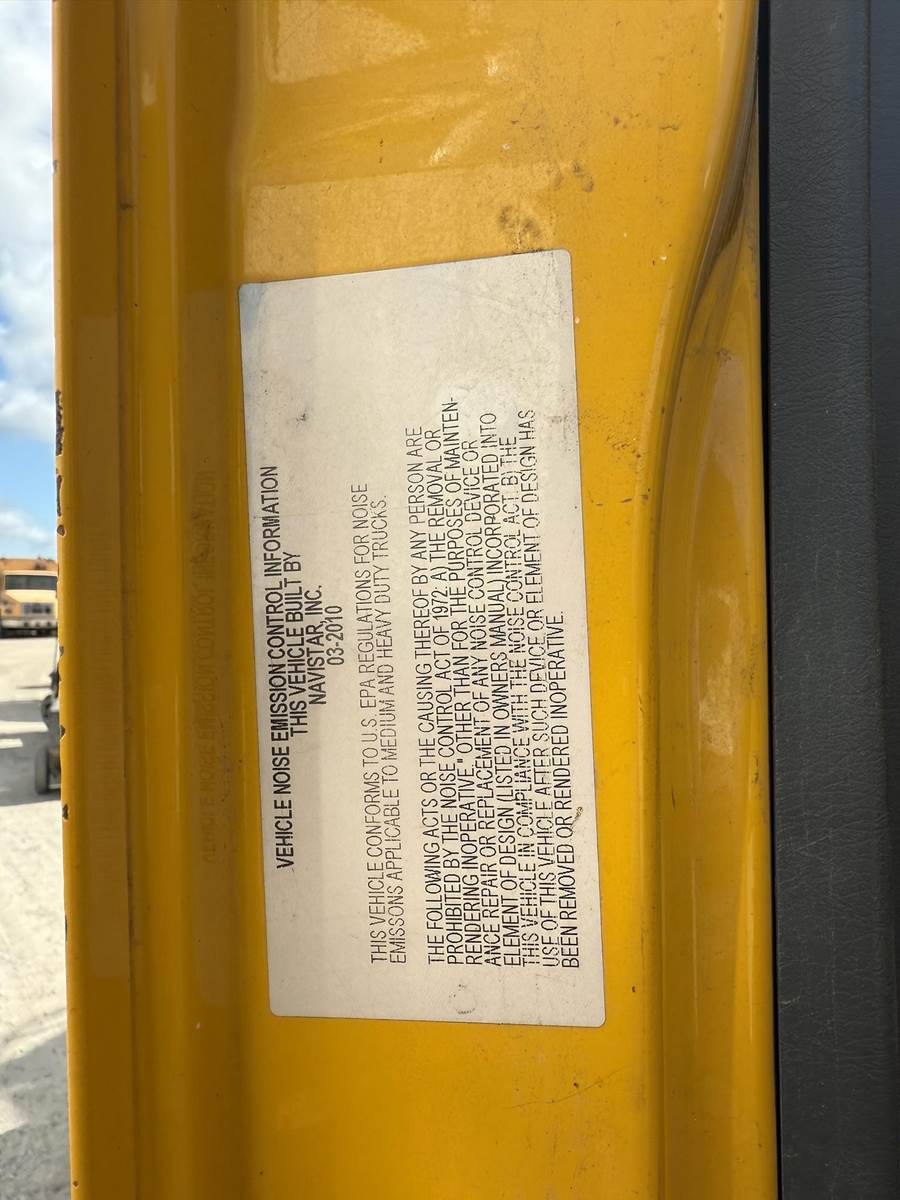 VEHICLE NOISE EMISSION CONTROL INFORMATION
THIS VEHICLE BUILT BY
NAVISTAR, INC.
03-2010
THIS VEHICLE CONFORMS TO U.S. EPA REGULATIONS FOR NOISE
EMISSONS APPLICABLE TO MEDIUM AND HEAVY DUTY TRUCKS.
THE FOLLOWING ACTS OR THE CAUSING THEREOF BY ANY PERSON ARE
PROHIBITED BY THE NOISE CONTROL ACT OF 1972: A) THE REMOVAL OR
RENDERING INOPERATIVE," OTHER THAN FOR THE PURPOSES OF MAINTEN-
ANCE REPAIR OR REPLACEMENT OF ANY NOISE CONTROL DEVICE OR
ELEMENT OF DESIGN (LISTED IN OWNERS MANUAL) INCORPORATED INTO
THIS VEHICLE IN COMPLIANCE WITH THE NOISE CONTROL ACT. B) THE
USE OF THIS VEHICLE AFTER SUCH DEVICE OR ELEMENT OF DESIGN HAS
BEEN REMOVED OR RENDERED INOPERATIVE.